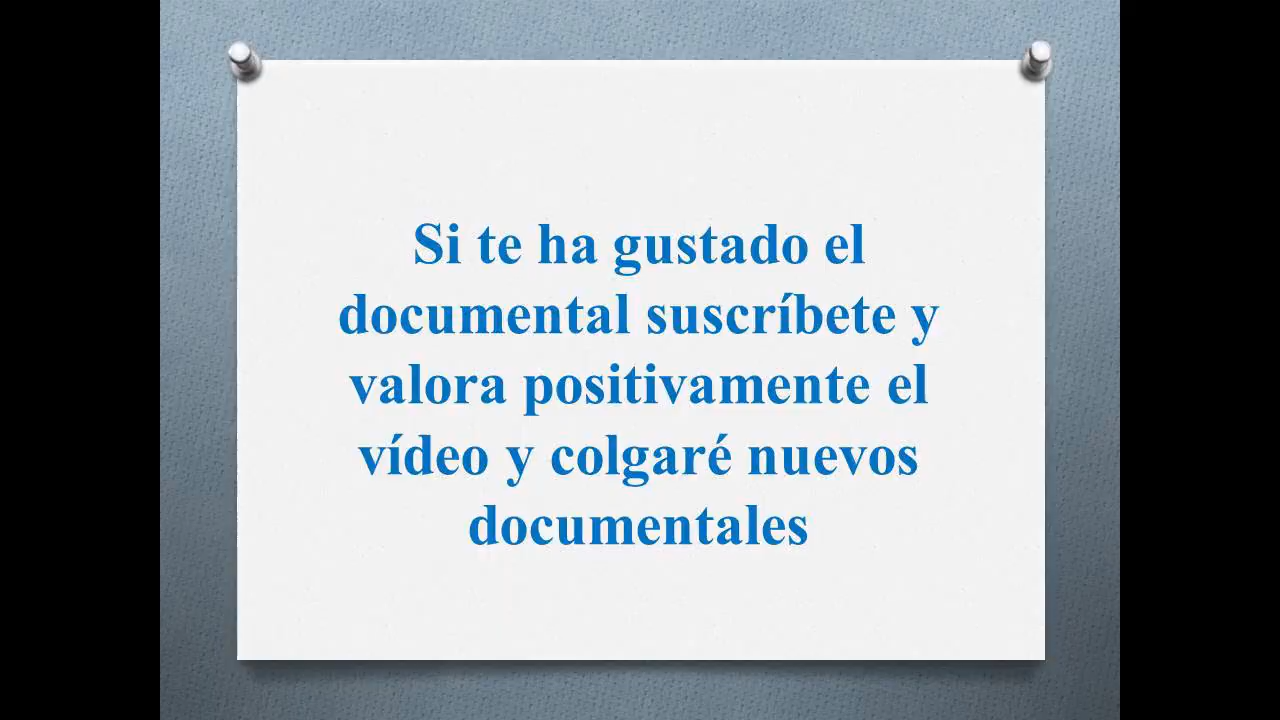 Si te ha gustado el
documental suscríbete y
valora positivamente el
vídeo y colgaré nuevos
documentales